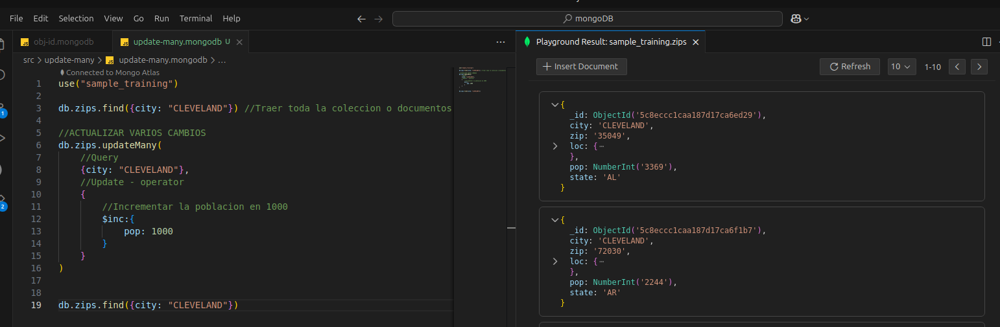 File Edit Selection View Go Run Terminal Help
mongoDB
obj-id.mongodb
update-many.mongodb U
src > update-many > update-many.mongodb > ...
Connected to Mongo Atlas
1 use("sample_training")
2
3 db.zips.find({city: "CLEVELAND"}) //Traer toda la coleccion o documentos
4
5 //ACTUALIZAR VARIOS CAMBIOS
6 db.zips.updateMany(
7 //Query
8 {city: "CLEVELAND"},
9 //Update - operator
10 {
11 //Incrementar la poblacion en 1000
12 $inc:{
13 pop: 1000
14 }
15 }
16 )
17
18
19 db.zips.find({city: "CLEVELAND"})
1
2
Playground Result: sample_training.zips
Insert Document
Refresh
10
1-10
{
_id: ObjectId('5c8eccc1caa187d17ca6ed29'),
city: 'CLEVELAND',
zip: '35049',
loc: {⋯
},
pop: NumberInt('3369'),
state: 'AL'
}
{
_id: ObjectId('5c8eccc1caa187d17ca6f1b7'),
city: 'CLEVELAND',
zip: '72030',
loc: {⋯
},
pop: NumberInt('2244'),
state: 'AR'
}